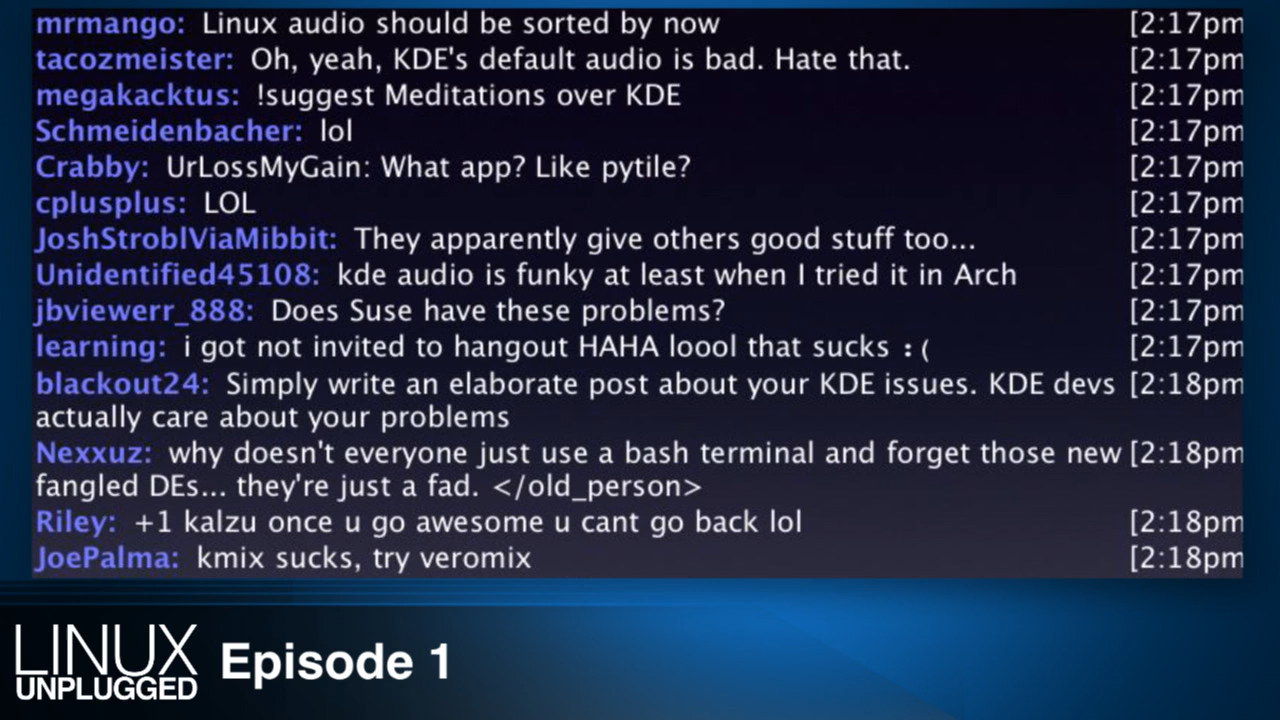 mrmango: Linux audio should be sorted by now [2:17pm
tacozmeister: Oh, yeah, KDE's default audio is bad. Hate that. [2:17pm
megakacktus: !suggest Meditations over KDE [2:17pm
Schmeidenbacher: lol [2:17pm
Crabby: UrLossMyGain: What app? Like pytile? [2:17pm
cplusplus: LOL [2:17pm
JoshStroblViaMibbit: They apparently give others good stuff too... [2:17pm
Unidentified45108: kde audio is funky at least when I tried it in Arch [2:17pm
jbviewerr_888: Does Suse have these problems? [2:17pm
learning: i got not invited to hangout HAHA loool that sucks :( [2:17pm
blackout24: Simply write an elaborate post about your KDE issues. KDE devs [2:18pm
actually care about your problems
Nexxuz: why doesn't everyone just use a bash terminal and forget those new [2:18pm
fangled DEs... they're just a fad. </old_person>
Riley: +1 kalzu once u go awesome u cant go back lol [2:18pm
JoePalma: kmix sucks, try veromix [2:18pm
LINUX
UNPLUGGED
Episode 1